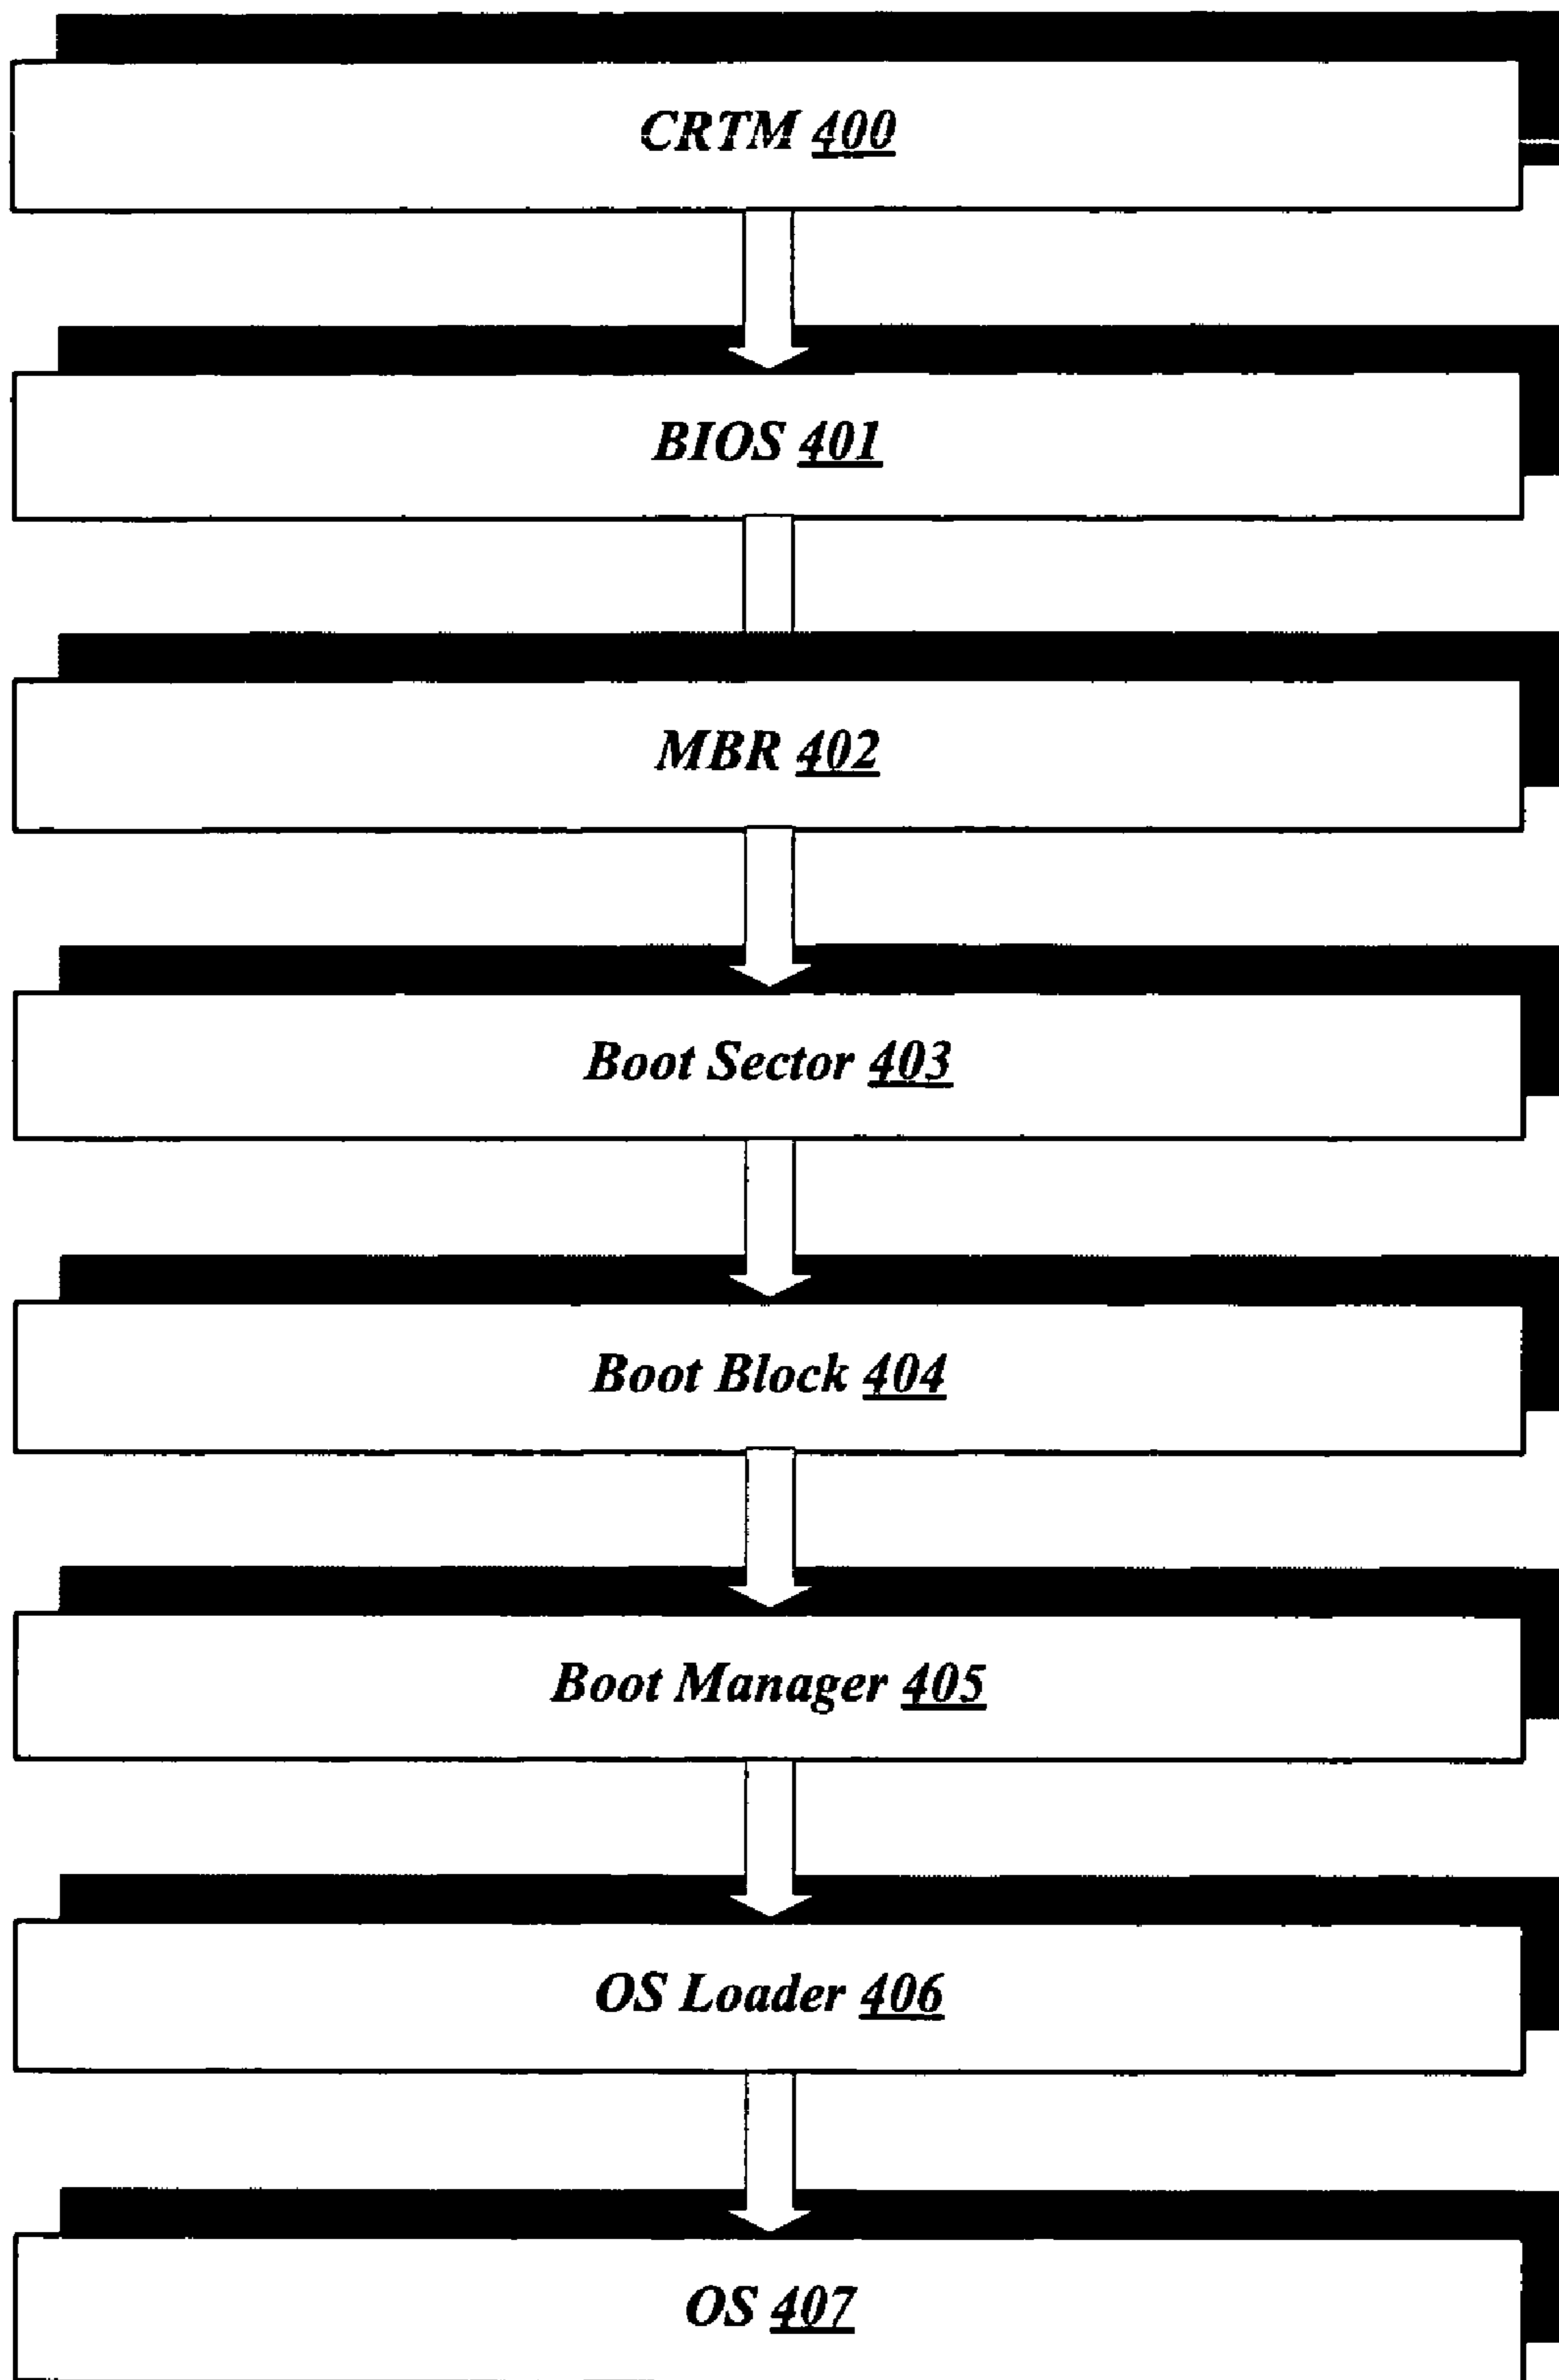 CRTM 400
BIOS 401
MBR 402
Boot Sector 403
Boot Block 404
Boot Manager 405
OS Loader 406
OS 407